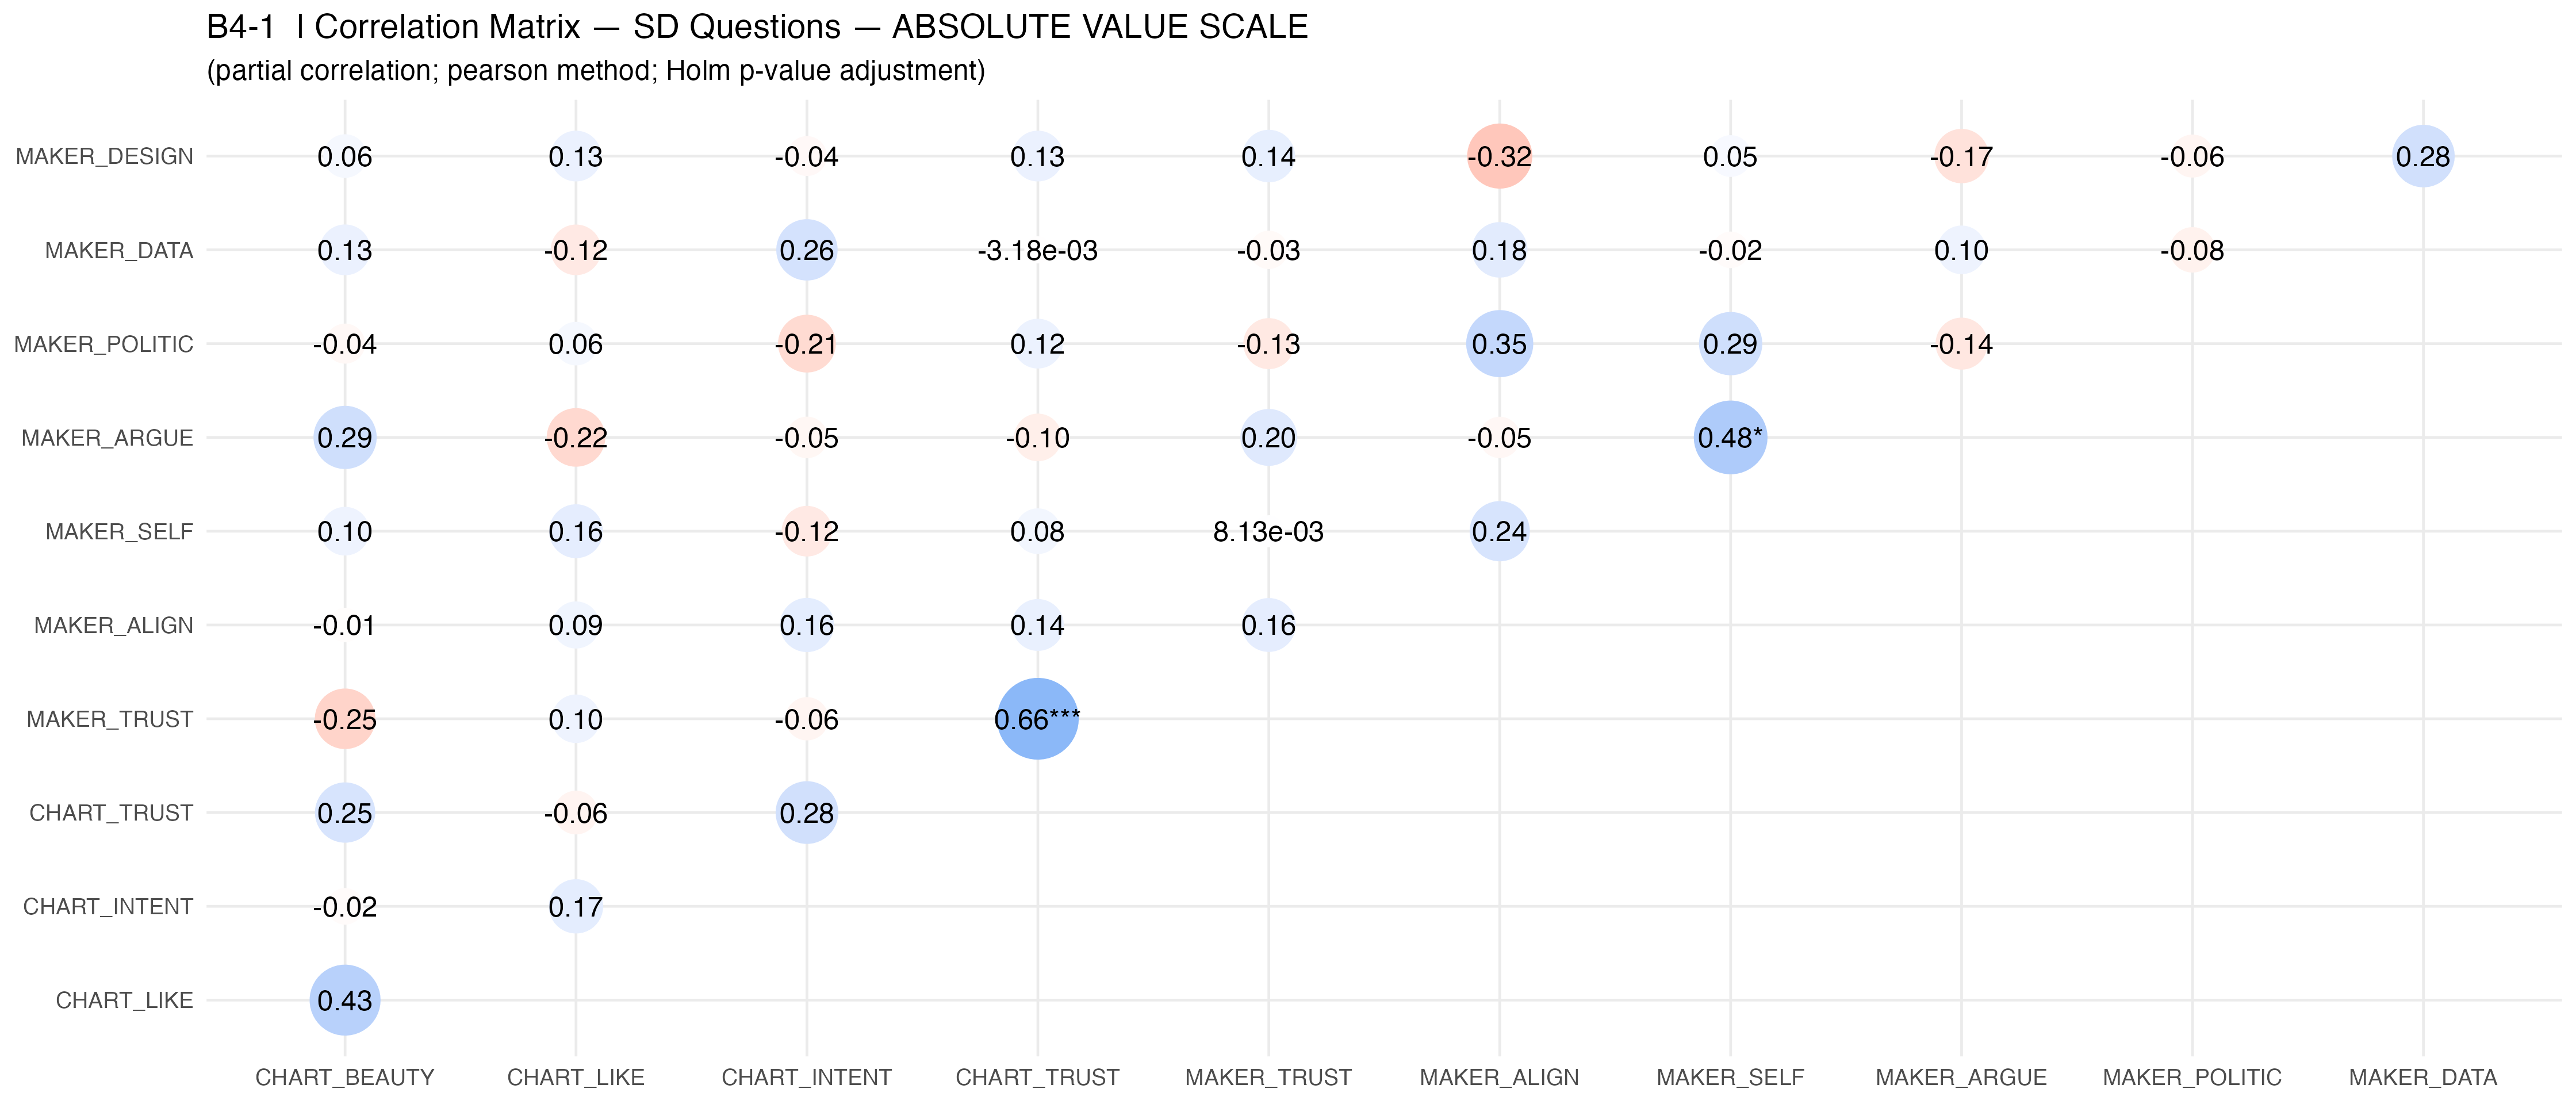 B4-1 | Correlation Matrix — SD Questions — ABSOLUTE VALUE SCALE
(partial correlation; pearson method; Holm p-value adjustment)
MAKER_DESIGN 0.06 0.13 -0.04 0.13 0.14 -0.32 0.05 -0.17 -0.06 0.28
MAKER_DATA 0.13 -0.12 0.26 -3.18e-03 -0.03 0.18 -0.02 0.10 -0.08
MAKER_POLITIC -0.04 0.06 -0.21 0.12 -0.13 0.35 0.29 -0.14
MAKER_ARGUE 0.29 -0.22 -0.05 -0.10 0.20 -0.05 0.48*
MAKER_SELF 0.10 0.16 -0.12 0.08 8.13e-03 0.24
MAKER_ALIGN -0.01 0.09 0.16 0.14 0.16
MAKER_TRUST -0.25 0.10 -0.06 0.66***
CHART_TRUST 0.25 -0.06 0.28
CHART_INTENT -0.02 0.17
CHART_LIKE 0.43
CHART_BEAUTY CHART_LIKE CHART_INTENT CHART_TRUST MAKER_TRUST MAKER_ALIGN MAKER_SELF MAKER_ARGUE MAKER_POLITIC MAKER_DATA